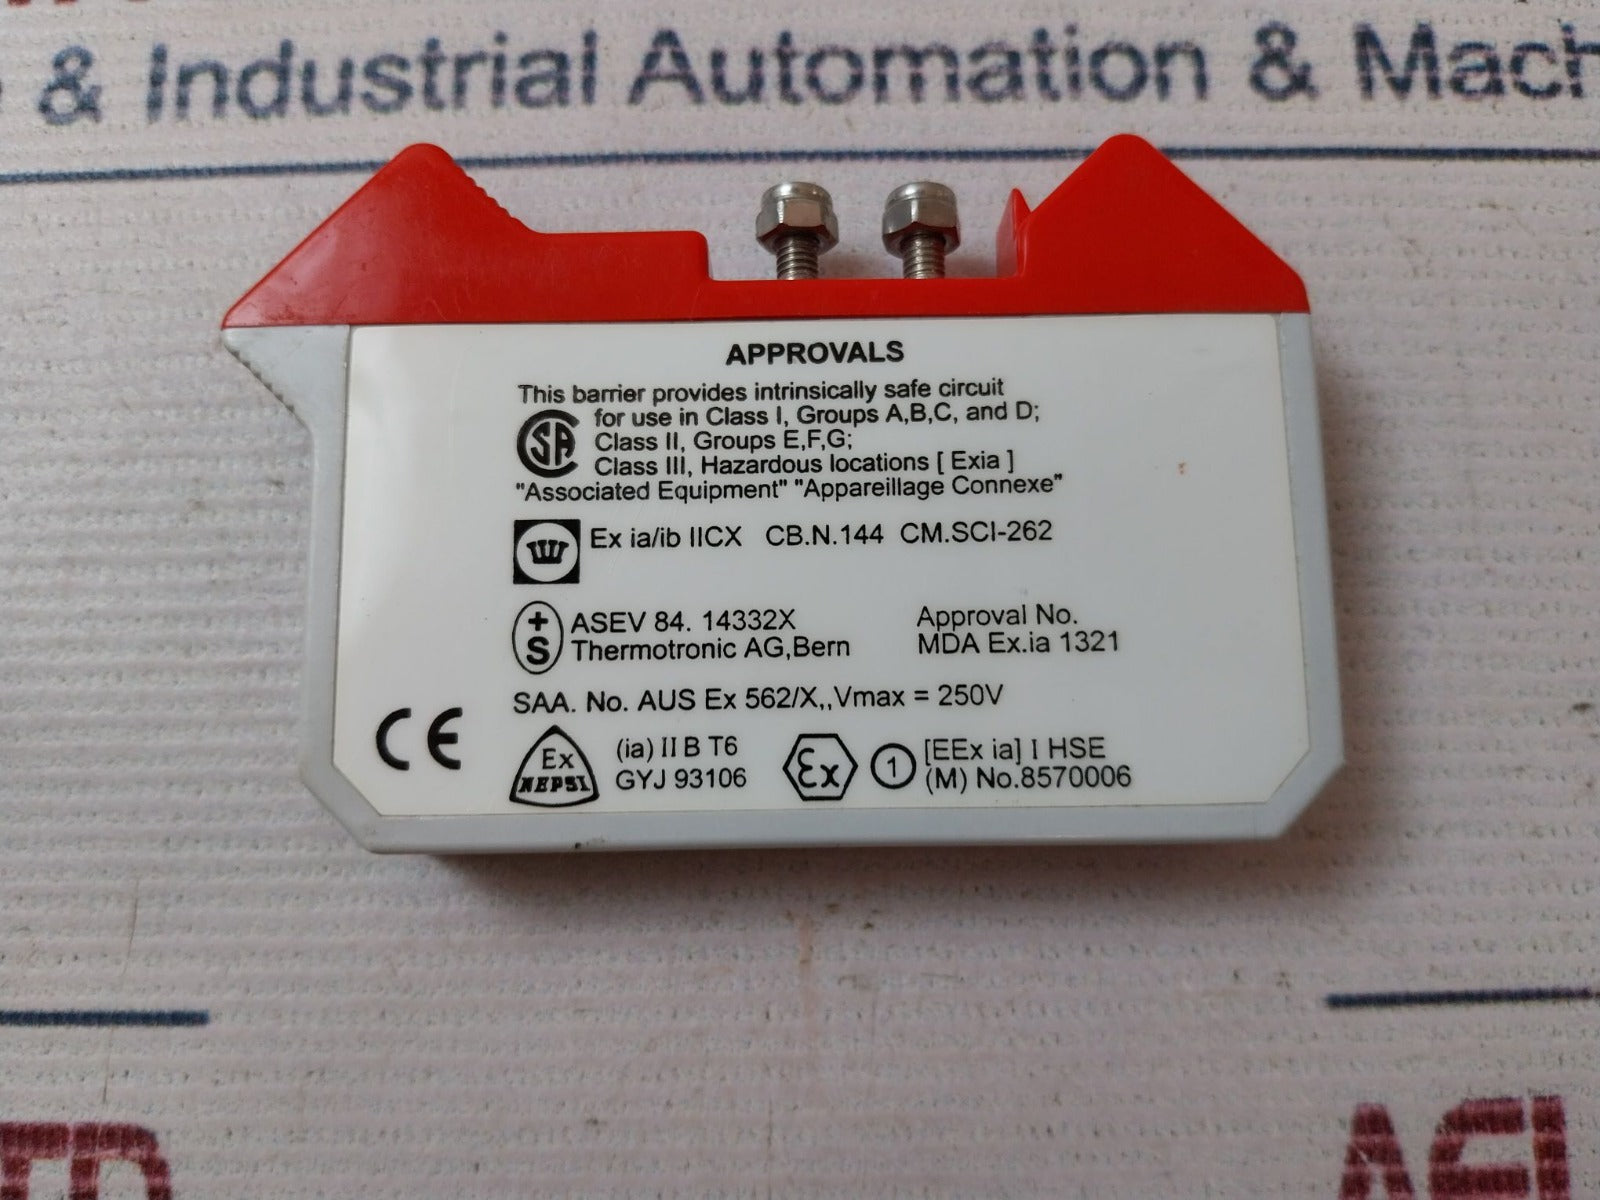 & Industrial Automation & Mach
APPROVALS
This barrier provides intrinsically safe circuit
for use in Class I, Groups A,B,C, and D;
Class II, Groups E,F,G;
Class III, Hazardous locations [ Exia ]
"Associated Equipment" "Appareillage Connexe"
SA
Ex ia/ib IICX CB.N.144 CM.SCI-262
+
S
ASEV 84. 14332X
Thermotronic AG,Bern
Approval No.
MDA Ex.ia 1321
SAA. No. AUS Ex 562/X,,Vmax = 250V
CE
Ex
NEPSI
(ia) II B T6
GYJ 93106
Ex
1
[EEx ia] I HSE
(M) No.8570006